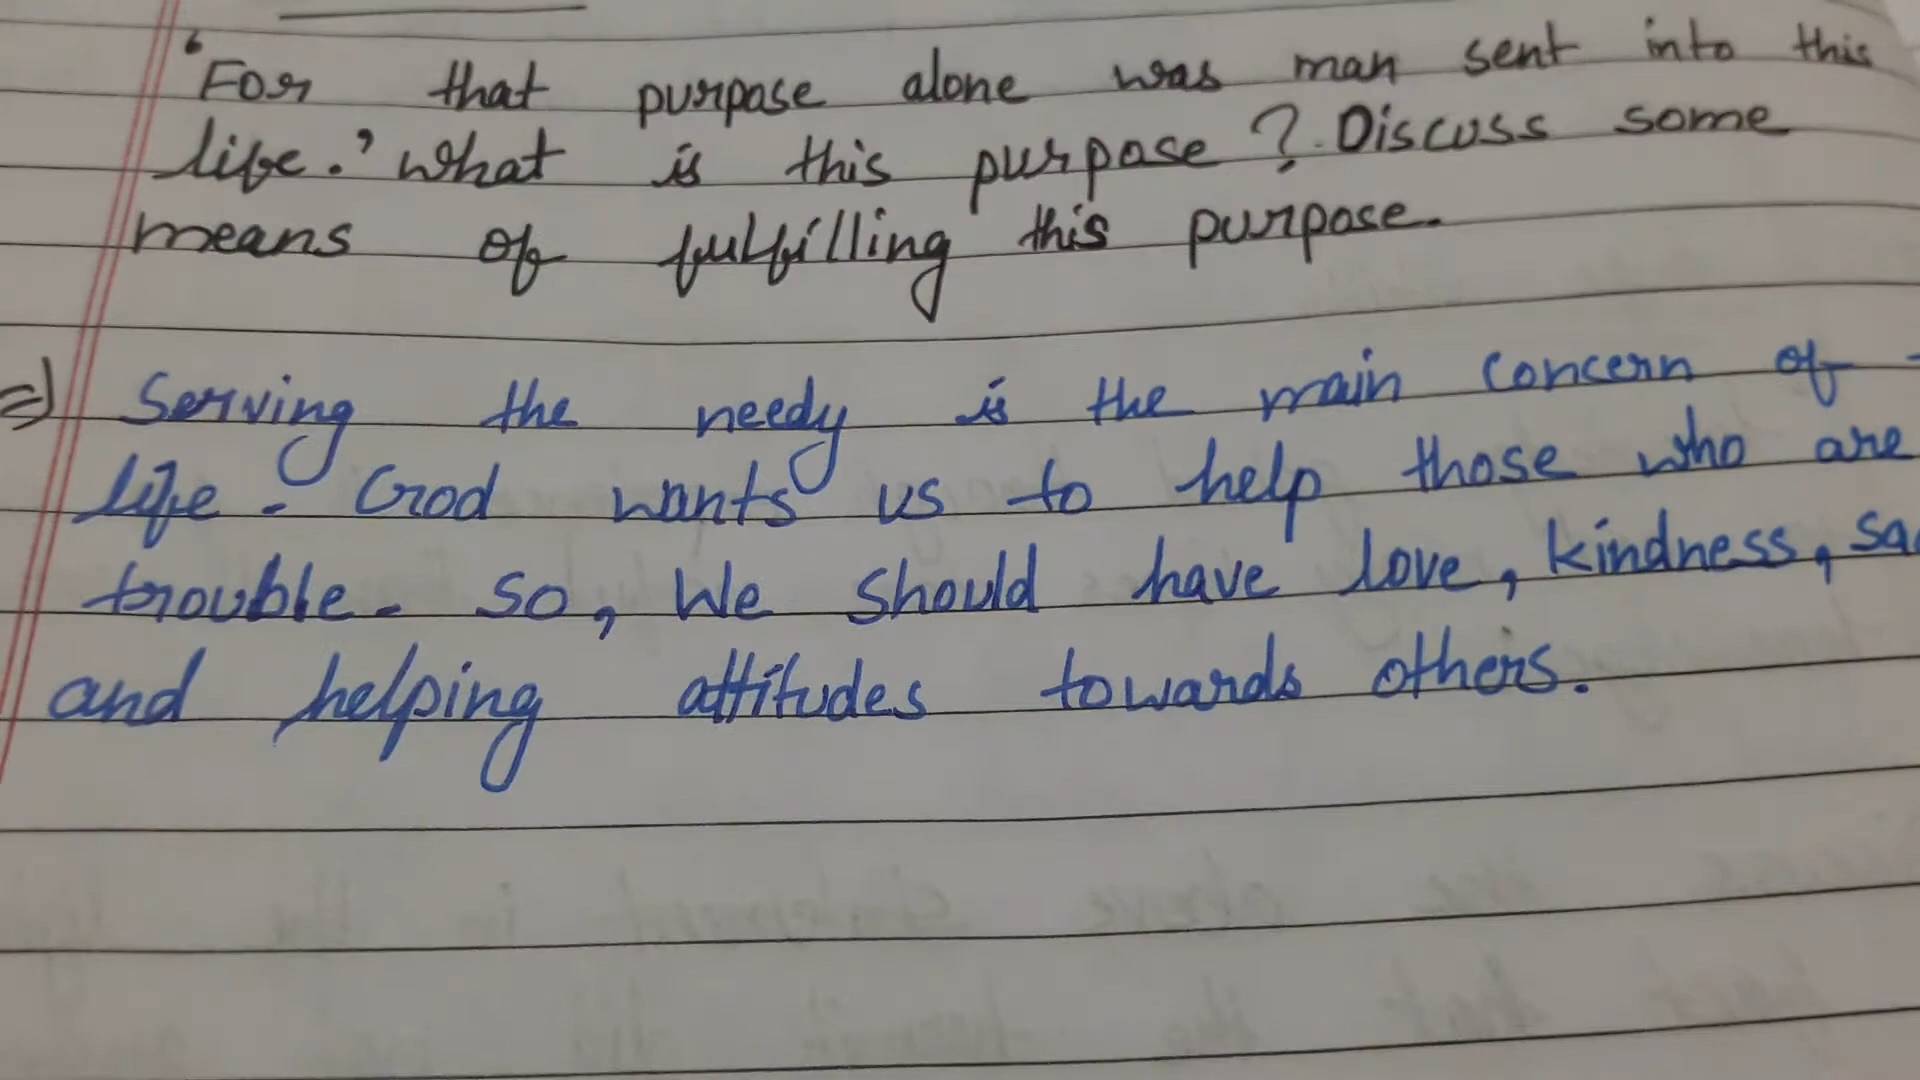 'For that purpose alone was man sent into this
life.' What is this purpose ? Discuss some
means of fulfilling this purpose.
=) Serving the needy is the main concern of
life. God wants us to help those who are
trouble. So, We should have love, kindness,
and helping attitudes towards others.